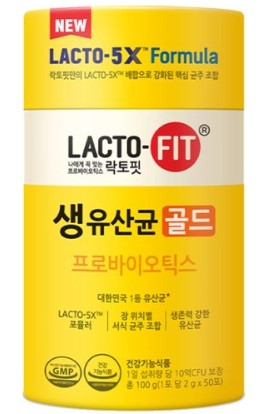 NEW
LACTO-5X™ Formula
락토핏만의 LACTO-5X™ 배합으로 강화된 핵심 균주 조합
LACTO-FIT®
나에게 꼭 맞는
프로바이오틱스 락토핏
생유산균 골드
프로바이오틱스
대한민국 1등 유산균*
LACTO-5X™
포뮬러
장 위치별
서식 균주 조합
생존력 강한
유산균
GMP
건강기능식품
건강기능식품
1일 섭취량 당 10억CFU 보장
총 100g(1포 당 2g x 50포)